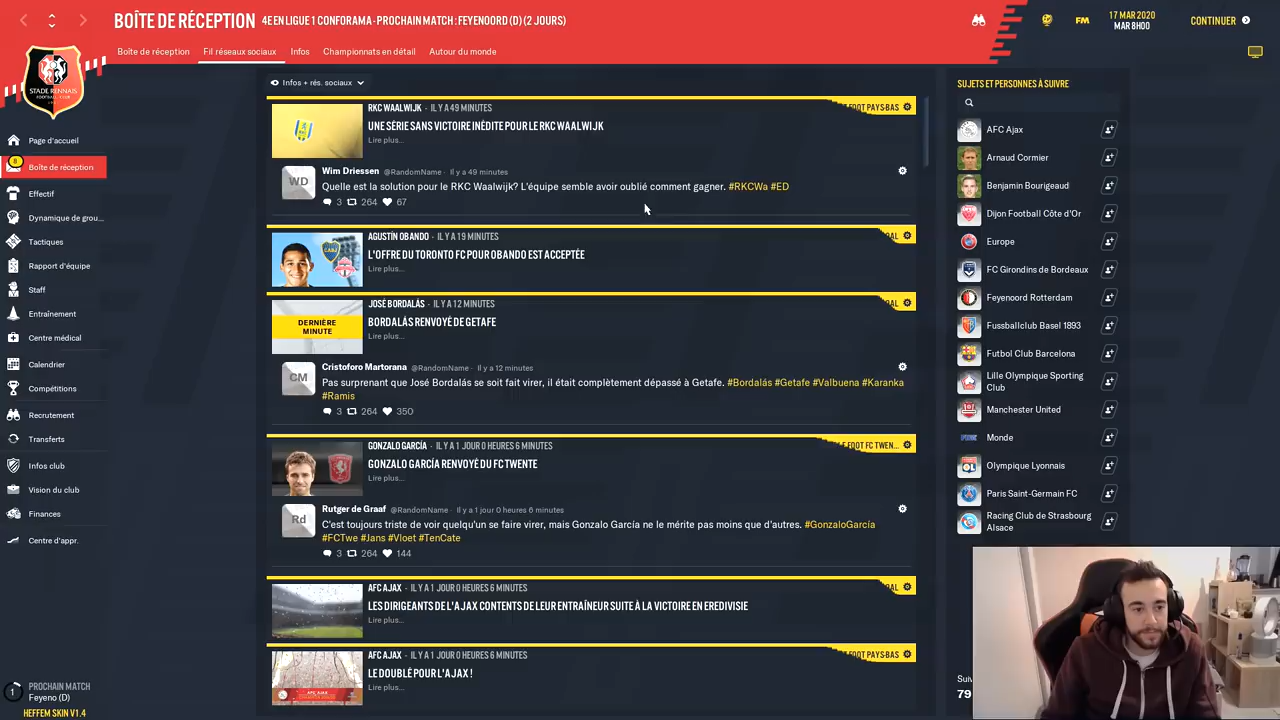 BOÎTE DE RÉCEPTION 4E EN LIGUE 1 CONFORAMA - PROCHAIN MATCH : FEYENOORD (D) (2 JOURS)
FM
17 MAR 2020
MAR 8H00
CONTINUER
Boîte de réception Fil réseaux sociaux Infos Championnats en détail Autour du monde
STADE RENNAIS
Page d'accueil
8
Boîte de réception
Effectif
Dynamique de grou...
Tactiques
Rapport d'équipe
Staff
Entraînement
Centre médical
Calendrier
Compétitions
Recrutement
Transferts
Infos club
Vision du club
Finances
Centre d'appr.
1
PROCHAIN MATCH
Feyeno (D)
HEFFEM SKIN V1.4
Infos + rés. sociaux
RKC WAALWIJK - IL Y A 49 MINUTES
FOOT PAYS-BAS
UNE SÉRIE SANS VICTOIRE INÉDITE POUR LE RKC WAALWIJK
Lire plus...
WD
Wim Driessen @RandomName · Il y a 49 minutes
Quelle est la solution pour le RKC Waalwijk? L'équipe semble avoir oublié comment gagner. #RKCWa #ED
3 264 67
AGUSTÍN OBANDO - IL Y A 19 MINUTES
L'OFFRE DU TORONTO FC POUR OBANDO EST ACCEPTÉE
Lire plus...
JOSÉ BORDALÁS - IL Y A 12 MINUTES
DERNIÈRE
MINUTE
BORDALÁS RENVOYÉ DE GETAFE
Lire plus...
CM
Cristoforo Martorana @RandomName · Il y a 12 minutes
Pas surprenant que José Bordalás se soit fait virer, il était complètement dépassé à Getafe. #Bordalás #Getafe #Valbuena #Karanka
#Ramis
3 264 350
GONZALO GARCÍA - IL Y A 1 JOUR 0 HEURES 6 MINUTES
FOOT FC TWEN...
GONZALO GARCÍA RENVOYÉ DU FC TWENTE
Lire plus...
Rd
Rutger de Graaf @RandomName · Il y a 1 jour 0 heures 6 minutes
C'est toujours triste de voir quelqu'un se faire virer, mais Gonzalo García ne le mérite pas moins que d'autres. #GonzaloGarcía
#FCTwe #Jans #Vloet #TenCate
3 264 144
AFC AJAX - IL Y A 1 JOUR 0 HEURES 6 MINUTES
LES DIRIGEANTS DE L'AJAX CONTENTS DE LEUR ENTRAÎNEUR SUITE À LA VICTOIRE EN EREDIVISIE
Lire plus...
AFC AJAX - IL Y A 1 JOUR 0 HEURES 6 MINUTES
PAYS-BAS
LE DOUBLÉ POUR L'AJAX !
Lire plus...
SUJETS ET PERSONNES À SUIVRE
AFC Ajax
Arnaud Cormier
Benjamin Bourigeaud
Dijon Football Côte d'Or
Europe
FC Girondins de Bordeaux
Feyenoord Rotterdam
Fussballclub Basel 1893
Futbol Club Barcelona
Lille Olympique Sporting
Club
Manchester United
Monde
Olympique Lyonnais
Paris Saint-Germain FC
Racing Club de Strasbourg
Alsace
79